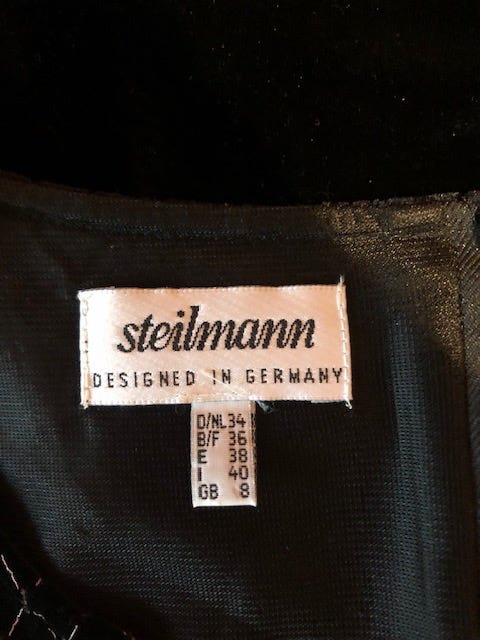 steilmann
DESIGNED IN GERMANY
D/NL 34
B/F 36
E 38
I 40
GB 8